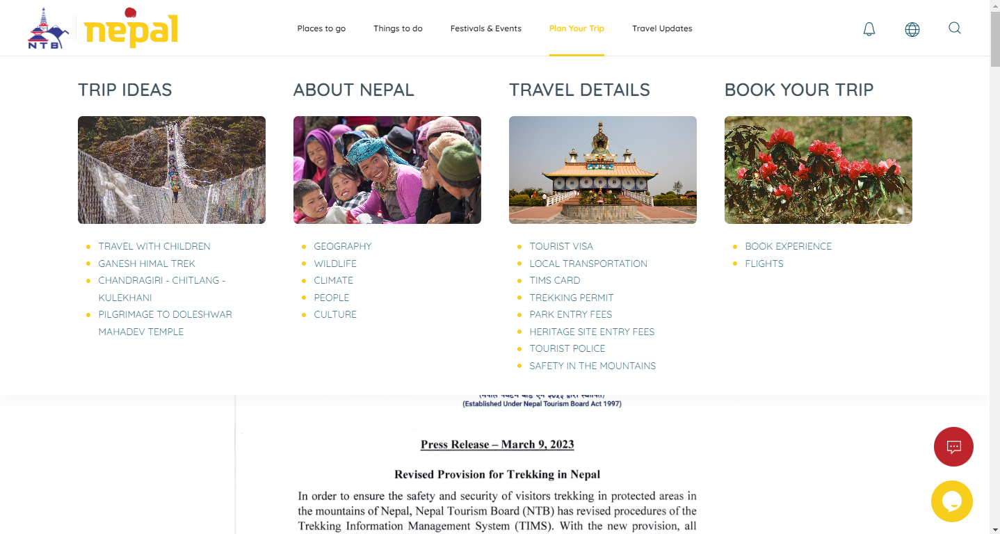 NTB
nepal
Places to go
Things to do
Festivals & Events
Plan Your Trip
Travel Updates
TRIP IDEAS
TRAVEL WITH CHILDREN
GANESH HIMAL TREK
CHANDRAGIRI - CHITLANG -
KULEKHANI
PILGRIMAGE TO DOLESHWAR
MAHADEV TEMPLE
ABOUT NEPAL
GEOGRAPHY
WILDLIFE
CLIMATE
PEOPLE
CULTURE
TRAVEL DETAILS
TOURIST VISA
LOCAL TRANSPORTATION
TIMS CARD
TREKKING PERMIT
PARK ENTRY FEES
HERITAGE SITE ENTRY FEES
TOURIST POLICE
SAFETY IN THE MOUNTAINS
BOOK YOUR TRIP
BOOK EXPERIENCE
FLIGHTS
(Established Under Nepal Tourism Board Act 1997)
Press Release – March 9, 2023
Revised Provision for Trekking in Nepal
In order to ensure the safety and security of visitors trekking in protected areas in
the mountains of Nepal, Nepal Tourism Board (NTB) has revised procedures of the
Trekking Information Management System (TIMS). With the new provision, all